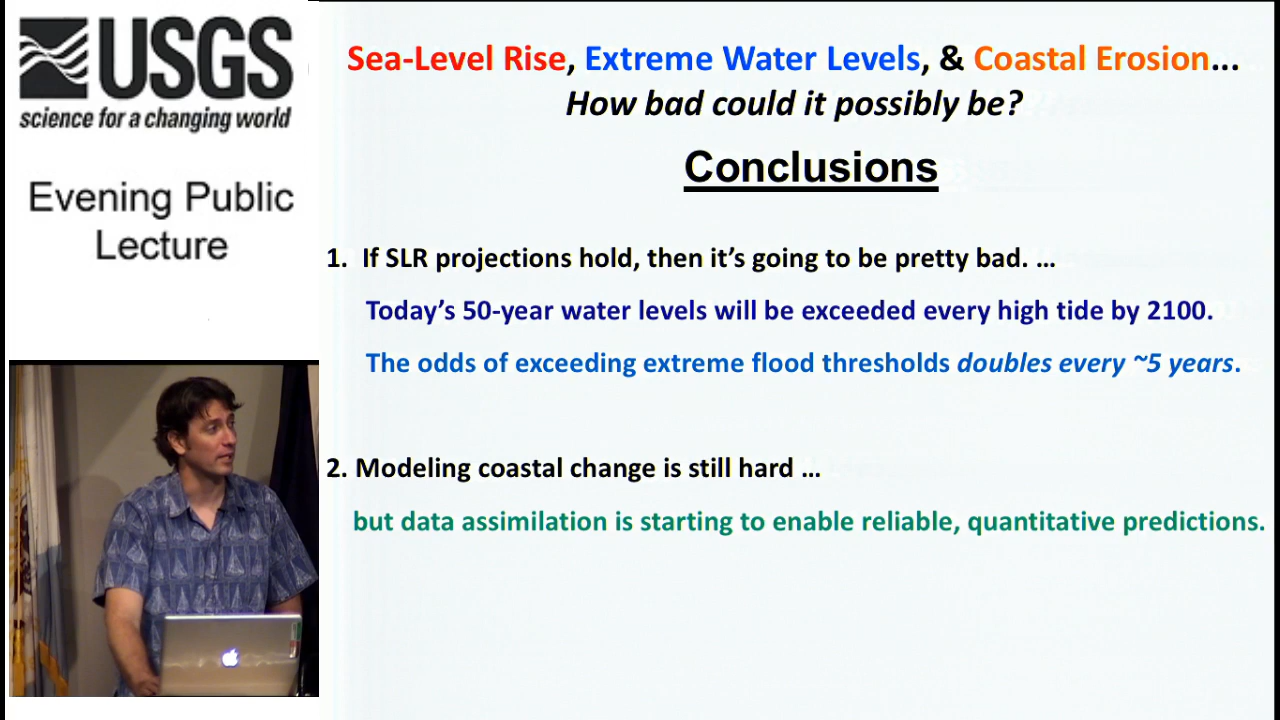 USGS
science for a changing world
Evening Public
Lecture
Sea-Level Rise, Extreme Water Levels, & Coastal Erosion...
How bad could it possibly be?
Conclusions
1. If SLR projections hold, then it's going to be pretty bad. ...
Today's 50-year water levels will be exceeded every high tide by 2100.
The odds of exceeding extreme flood thresholds doubles every ~5 years.
2. Modeling coastal change is still hard ...
but data assimilation is starting to enable reliable, quantitative predictions.